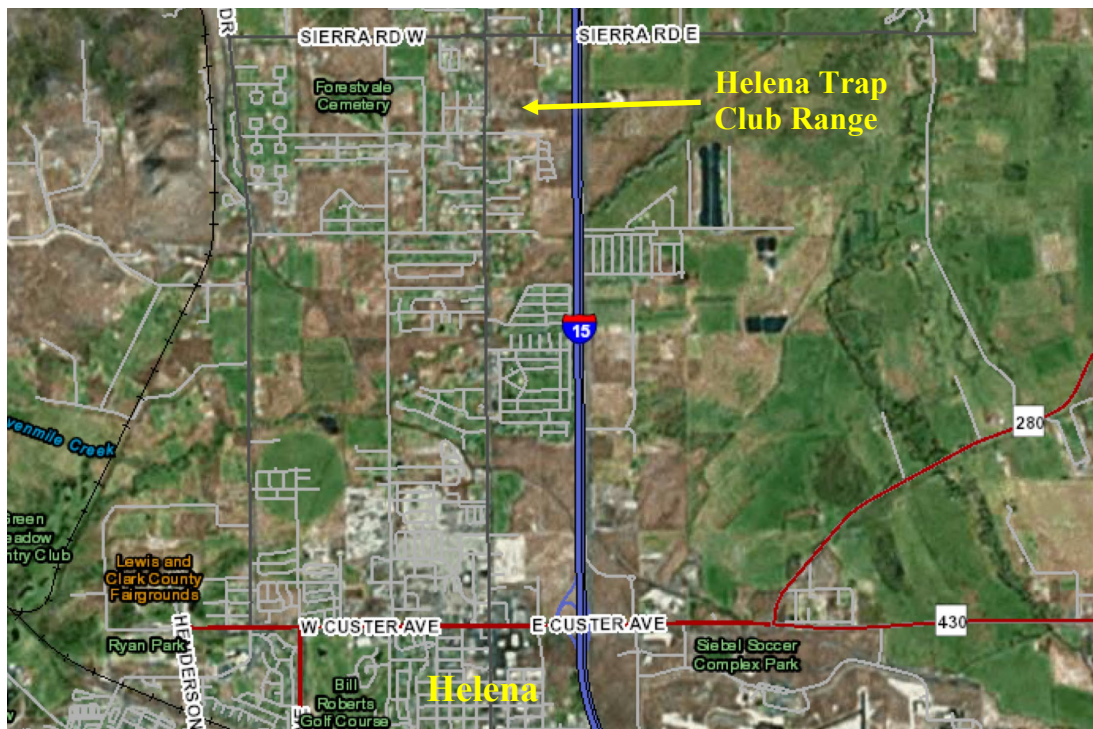 DR
SIERRA RD W
SIERRA RD E
Forestvale
Cemetery
Helena Trap
Club Range
15
280
venmile Creek
Green
eadow
ntry Club
Lewis and
Clark County
Fairgrounds
Ryan Park
HENDERSON
W CUSTER AVE
E CUSTER AVE
430
Siebel Soccer
Complex Park
Bill
Roberts
Golf Course
Helena